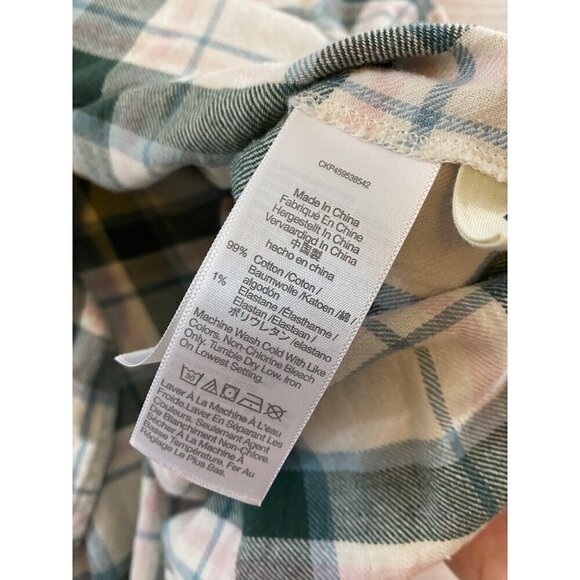 CKP459538542
Made In China
Fabriqué En Chine
Hergestellt In China
Vervaardigd In China
中国製
hecho en china
99% Cotton /Coton /
Baumwolle /Katoen /綿 /
algodón
1% Elastane /Élasthanne /
Elastan /Elastaan /
ポリウレタン /elastano
Machine Wash Cold With Like
Colors. Non-Chlorine Bleach
Only. Tumble Dry Low. Iron
On Lowest Setting.
Laver À La Machine À L'eau
Froide. Laver En Séparant Les
Couleurs. Seulement Agent
De Blanchiment Non-Chlore.
Sécher À La Machine À
Basse Température. Fer Au
Réglage Le Plus Bas.